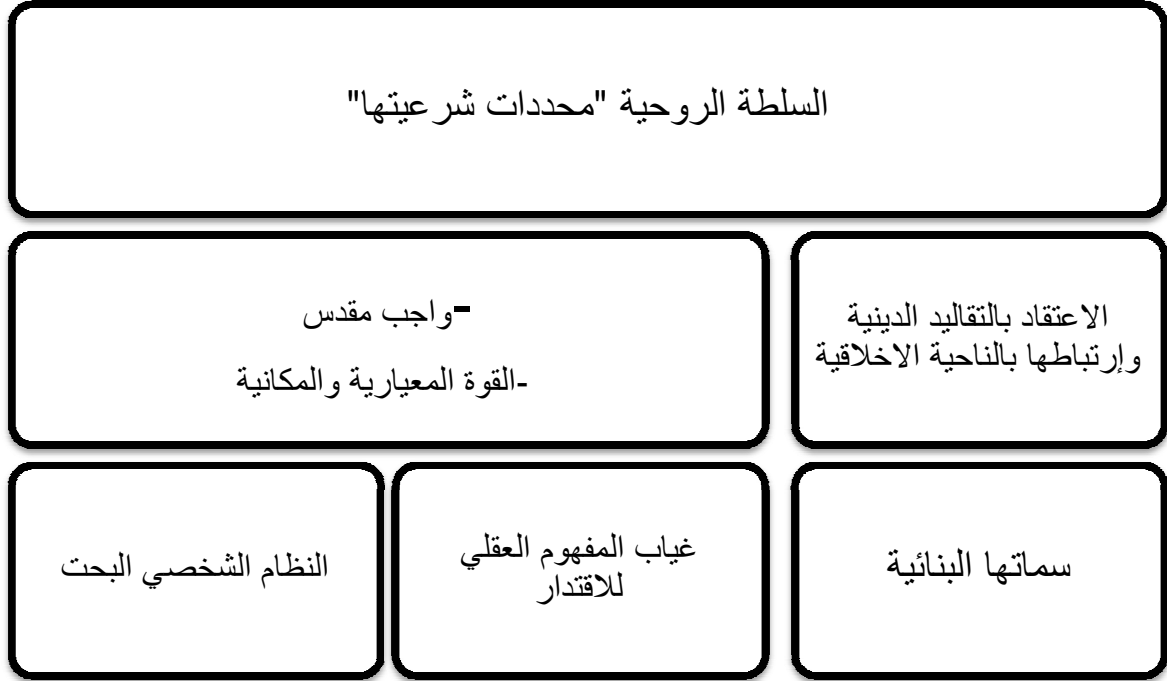 السلطة الروحية "محددات شرعيتها"
الاعتقاد بالتقاليد الدينية
وإرتباطها بالناحية الاخلاقية
-واجب مقدس
-القوة المعيارية والمكانية
سماتها البنائية
غياب المفهوم العقلي
للاقتدار
النظام الشخصي البحت